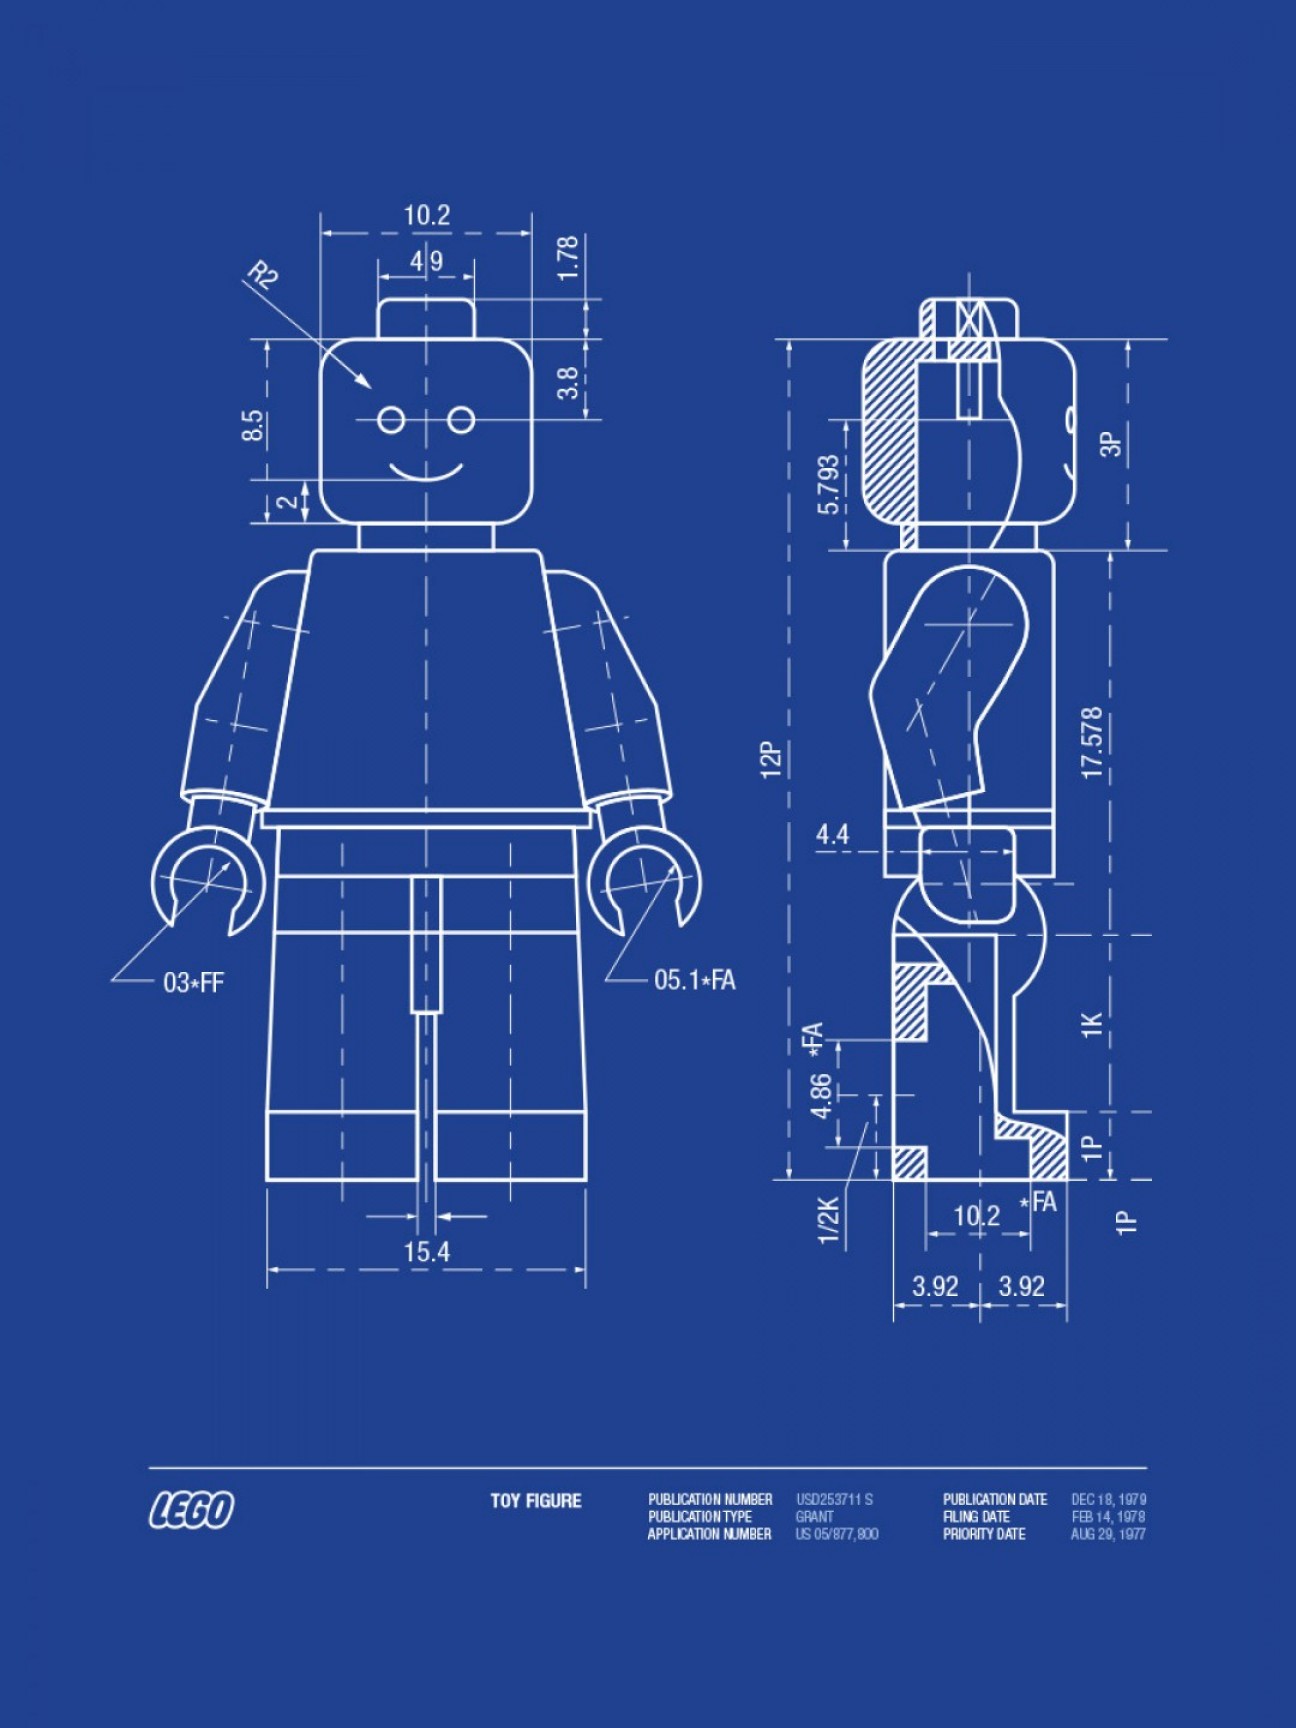 10.2
4.9
1.78
R2
3.8
8.5
2
3P
5.793
12P
17.578
4.4
03*FF
05.1*FA
*FA
4.86
1K
1P
1/2K
*FA
10.2
1P
15.4
3.92 3.92
LEGO
TOY FIGURE
PUBLICATION NUMBER USD253711 S
PUBLICATION TYPE GRANT
APPLICATION NUMBER US 05/877,800
PUBLICATION DATE DEC 18, 1979
FILING DATE FEB 14, 1978
PRIORITY DATE AUG 29, 1977